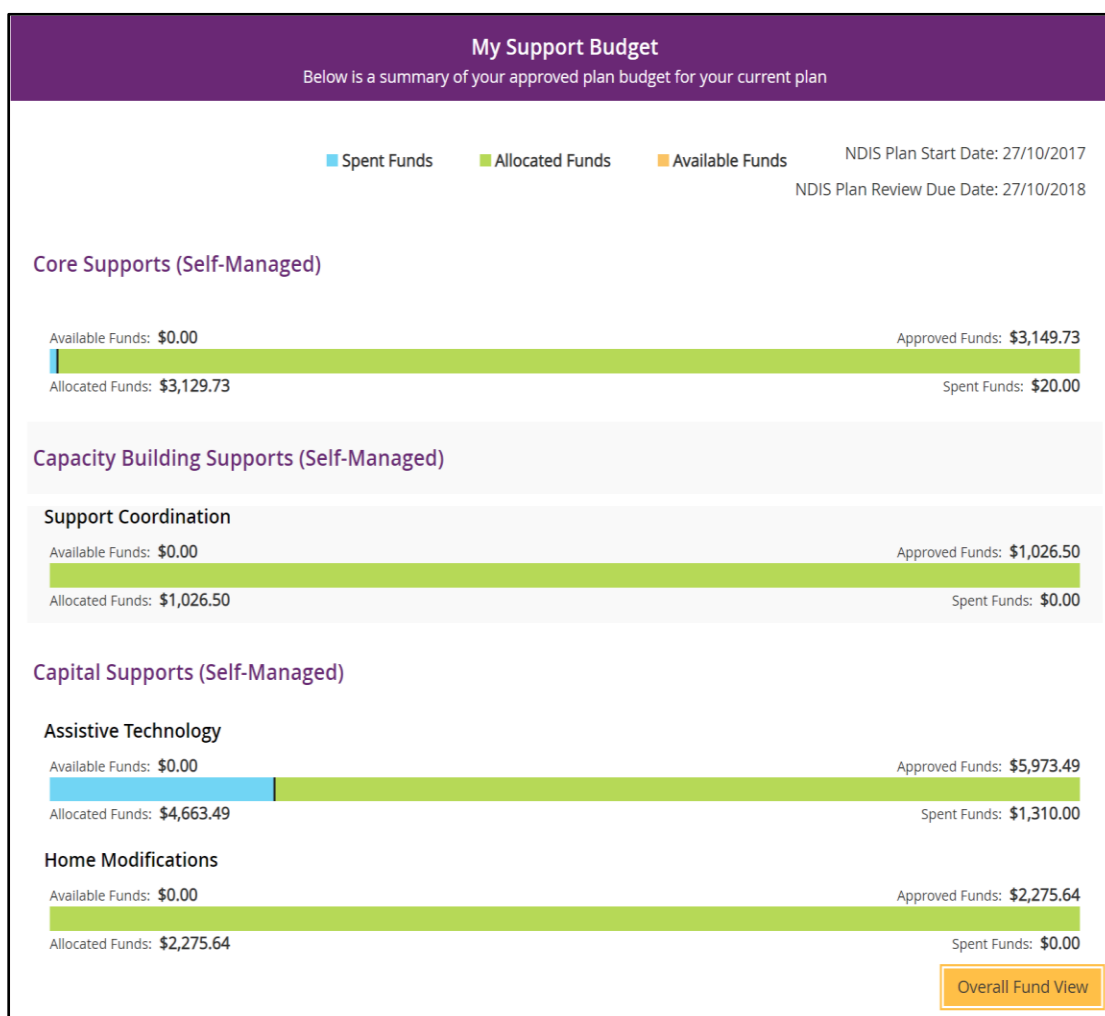 My Support Budget
Below is a summary of your approved plan budget for your current plan
Spent Funds Allocated Funds Available Funds NDIS Plan Start Date: 27/10/2017
NDIS Plan Review Due Date: 27/10/2018
Core Supports (Self-Managed)
Available Funds: $0.00 Approved Funds: $3,149.73
Allocated Funds: $3,129.73 Spent Funds: $20.00
Capacity Building Supports (Self-Managed)
Support Coordination
Available Funds: $0.00 Approved Funds: $1,026.50
Allocated Funds: $1,026.50 Spent Funds: $0.00
Capital Supports (Self-Managed)
Assistive Technology
Available Funds: $0.00 Approved Funds: $5,973.49
Allocated Funds: $4,663.49 Spent Funds: $1,310.00
Home Modifications
Available Funds: $0.00 Approved Funds: $2,275.64
Allocated Funds: $2,275.64 Spent Funds: $0.00
Overall Fund View